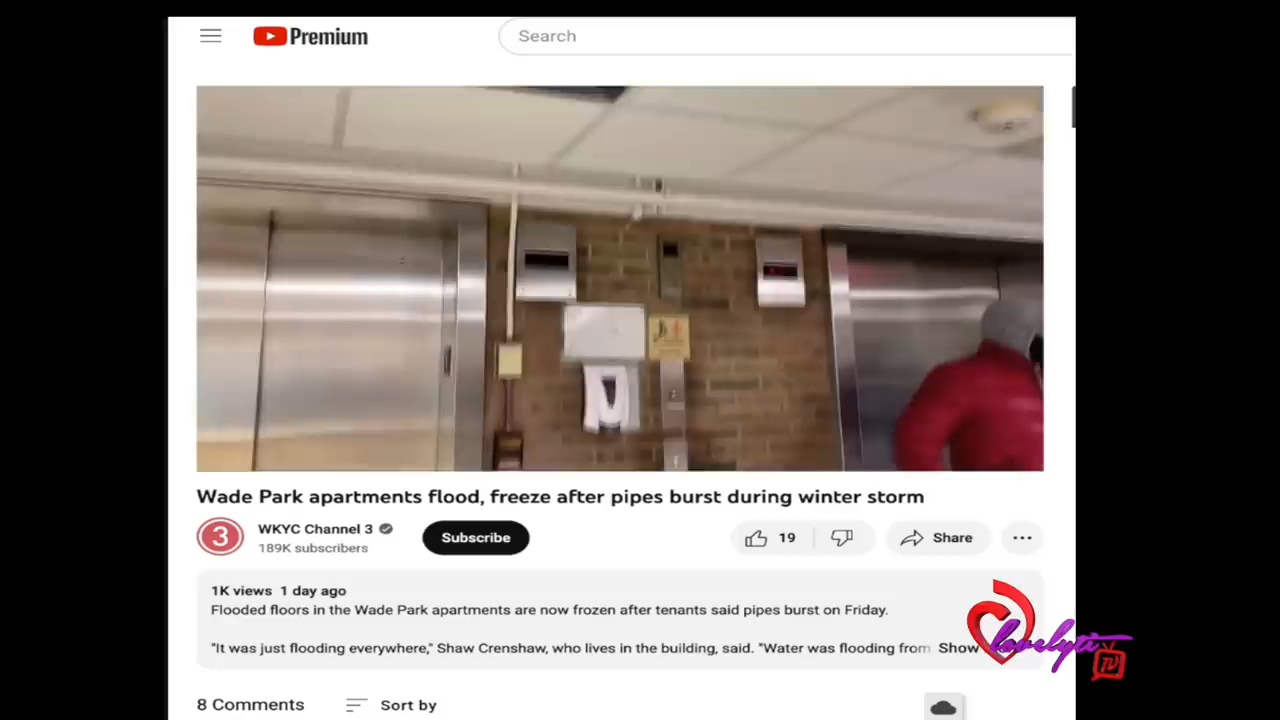 Premium
Search
Wade Park apartments flood, freeze after pipes burst during winter storm
3
WKYC Channel 3
189K subscribers
Subscribe
19
Share
1K views 1 day ago
Flooded floors in the Wade Park apartments are now frozen after tenants said pipes burst on Friday.
"It was just flooding everywhere," Shaw Crenshaw, who lives in the building, said. "Water was flooding from Show
lovelyti
TV
8 Comments
Sort by